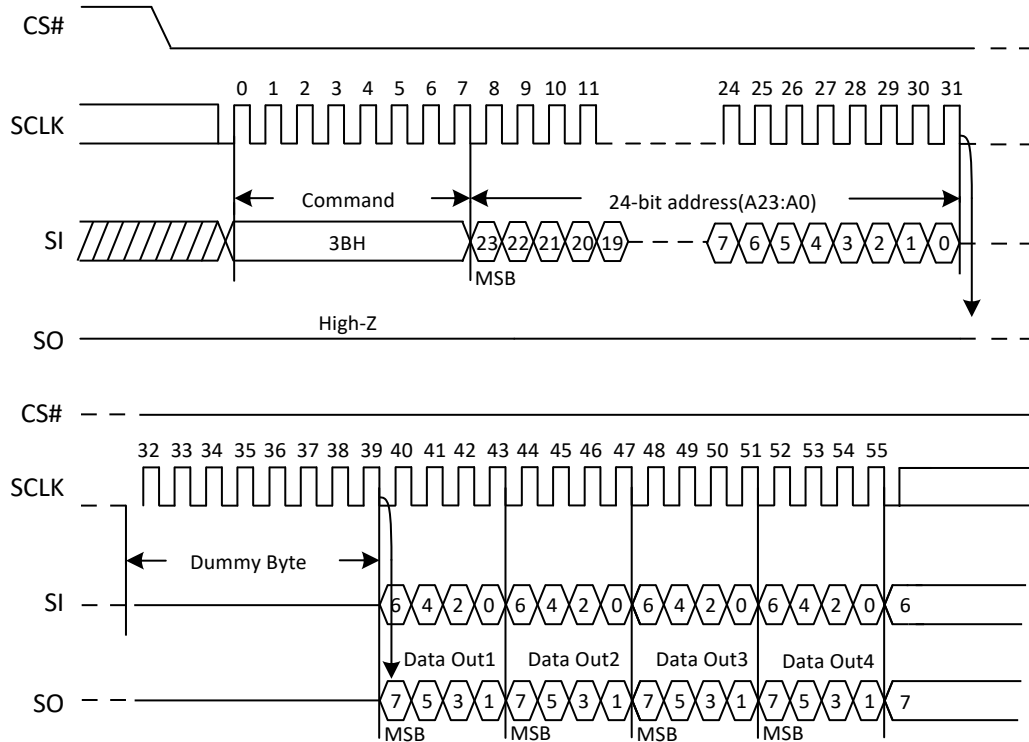 CS#
0 1 2 3 4 5 6 7 8 9 10 11 24 25 26 27 28 29 30 31
SCLK
Command 24-bit address(A23:A0)
SI 3BH 23 22 21 20 19 7 6 5 4 3 2 1 0
MSB
High-Z
SO
CS#
32 33 34 35 36 37 38 39 40 41 42 43 44 45 46 47 48 49 50 51 52 53 54 55
SCLK
Dummy Byte
SI 6 4 2 0 6 4 2 0 6 4 2 0 6 4 2 0 6
Data Out1 Data Out2 Data Out3 Data Out4
SO 7 5 3 1 7 5 3 1 7 5 3 1 7 5 3 1 7
MSB MSB MSB MSB